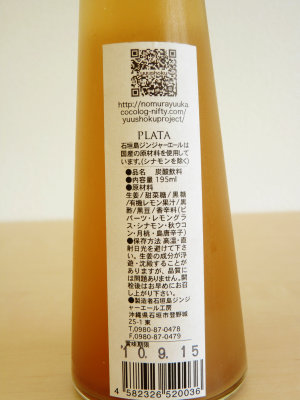 yuushoku
http://nomurayuuka.
cocolog-nifty.com/
yuushokuproject/
PLATA
石垣島ジンジャーエールは
国産の原材料を使用して
います。(シナモンを除く)
●品名 炭酸飲料
●内容量 195ml
●原材料
生姜/甜菜糖/黒糖
/有機レモン果汁/黒
酢/黒豆/香辛料(ピ
パーツ・レモングラ
ス・シナモン・秋ウコ
ン・月桃・島唐辛子)
●保存方法 高温・直
射日光を避けて下さ
い。生姜の成分が浮
遊・沈殿することが
ありますが、品質に
は問題ありません。開
栓後はお早めにお召
し上がり下さい。
●製造者石垣島ジンジ
ャーエール工房
沖縄県石垣市登野城
25-1 東
T.0980-87-0478
F.0980-87-0479
●賞味期限
10.9.15
4 582326 520036